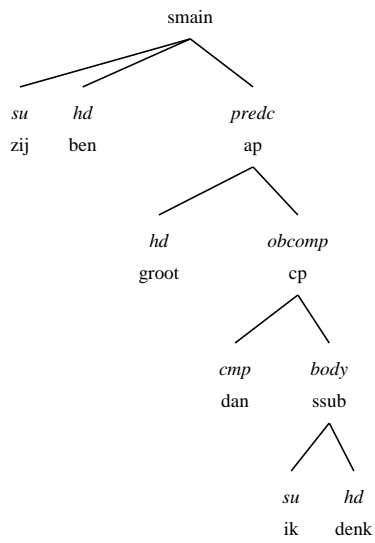 smain
su hd predc
zij ben ap
hd obcomp
groot cp
cmp body
dan ssub
su hd
ik denk